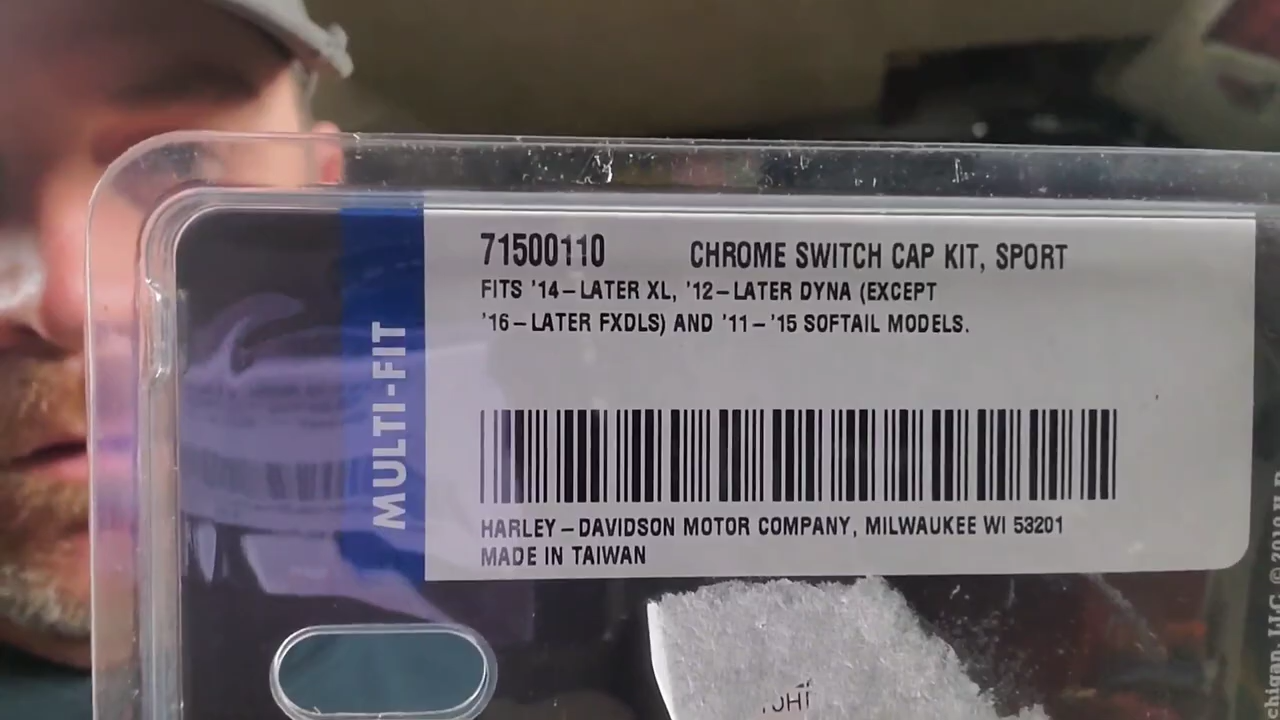 71500110 CHROME SWITCH CAP KIT, SPORT
FITS '14–LATER XL, '12–LATER DYNA (EXCEPT
'16–LATER FXDLS) AND '11–'15 SOFTAIL MODELS.
MULTI-FIT
HARLEY–DAVIDSON MOTOR COMPANY, MILWAUKEE WI 53201
MADE IN TAIWAN
LLC ©